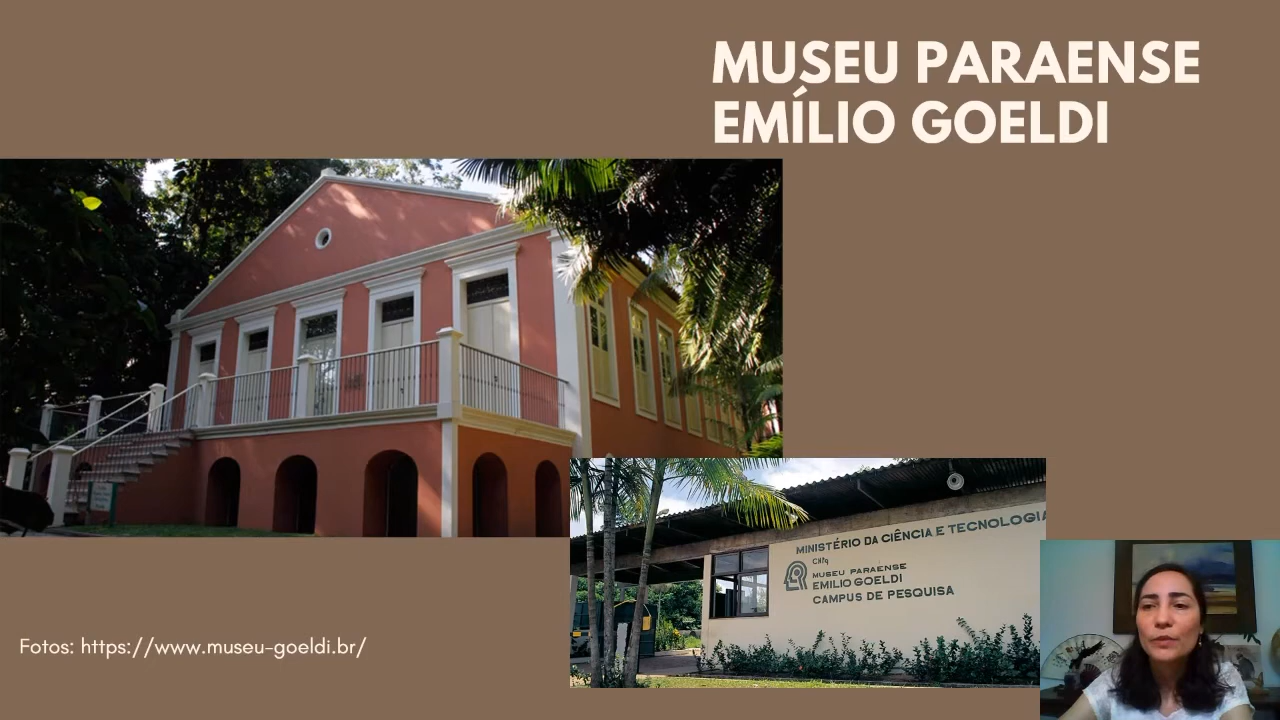 MUSEU PARAENSE
EMÍLIO GOELDI
MINISTÉRIO DA CIÊNCIA E TECNOLOGIA
CNPq
MUSEU PARAENSE
EMILIO GOELDI
CAMPUS DE PESQUISA
Fotos: https://www.museu-goeldi.br/